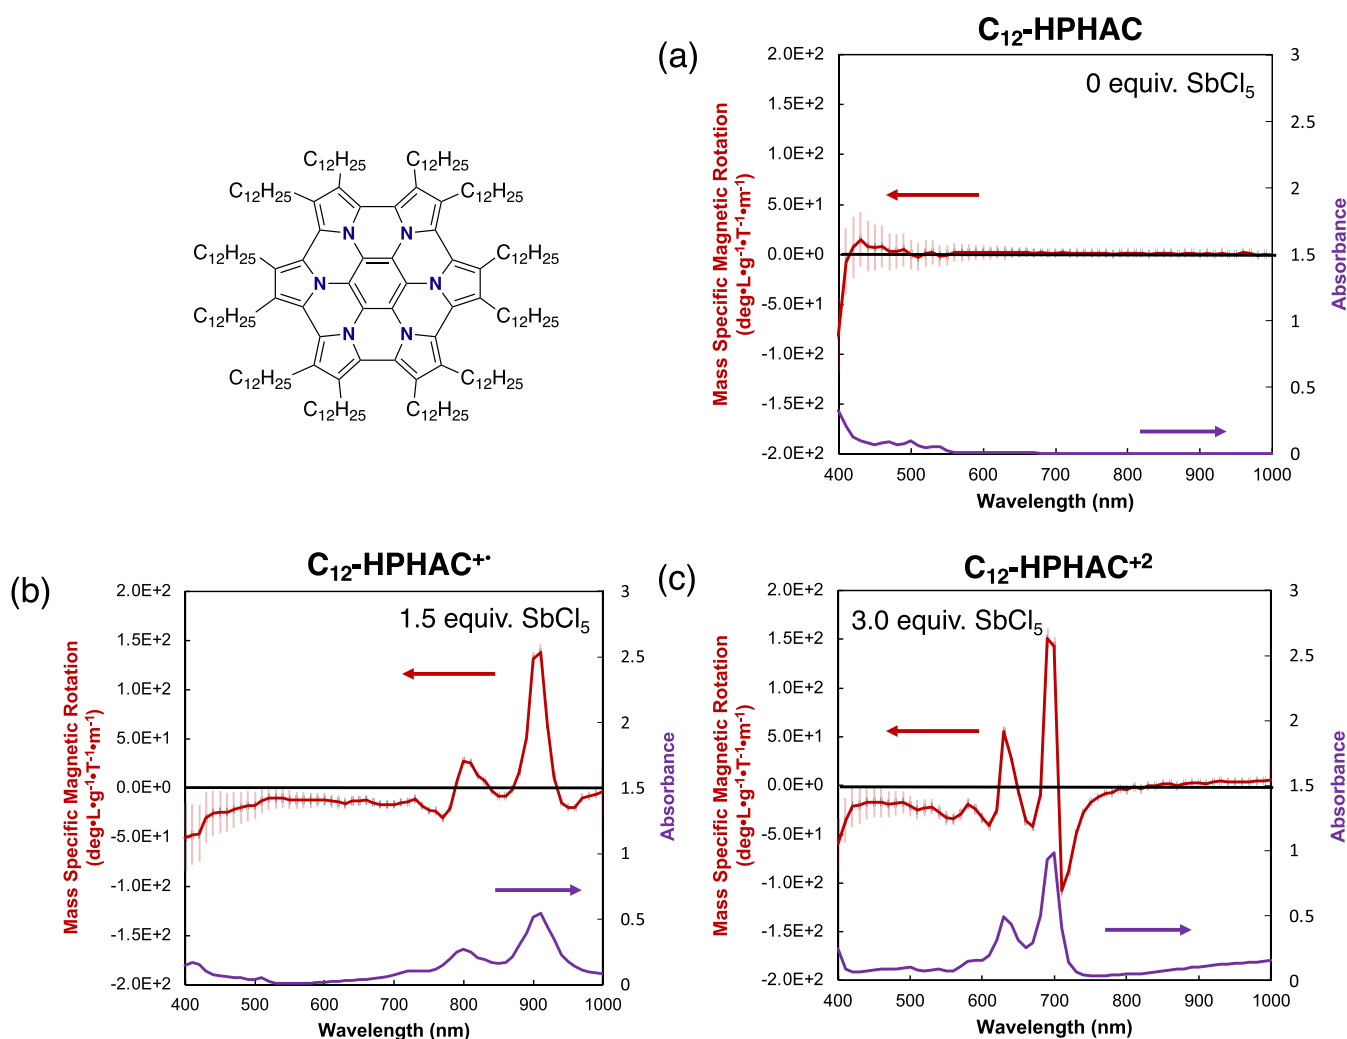 C₁₂-HPHAC
(a)
0 equiv. SbCl₅
2.0E+2
1.5E+2
1.0E+2
5.0E+1
0.0E+0
-5.0E+1
-1.0E+2
-1.5E+2
-2.0E+2
3
2.5
2
1.5
1
0.5
0
400 500 600 700 800 900 1000
Wavelength (nm)
Mass Specific Magnetic Rotation
(deg•L•g⁻¹•T⁻¹•m⁻¹)
Absorbance
C₁₂H₂₅ C₁₂H₂₅
C₁₂H₂₅ C₁₂H₂₅
N N
C₁₂H₂₅ C₁₂H₂₅
N N
C₁₂H₂₅ C₁₂H₂₅
N N
C₁₂H₂₅ C₁₂H₂₅
C₁₂H₂₅ C₁₂H₂₅
(b)
C₁₂-HPHAC⁺•
1.5 equiv. SbCl₅
2.0E+2
1.5E+2
1.0E+2
5.0E+1
0.0E+0
-5.0E+1
-1.0E+2
-1.5E+2
-2.0E+2
3
2.5
2
1.5
1
0.5
0
400 500 600 700 800 900 1000
Wavelength (nm)
Mass Specific Magnetic Rotation
(deg•L•g⁻¹•T⁻¹•m⁻¹)
Absorbance
(c)
C₁₂-HPHAC⁺²
3.0 equiv. SbCl₅
2.0E+2
1.5E+2
1.0E+2
5.0E+1
0.0E+0
-5.0E+1
-1.0E+2
-1.5E+2
-2.0E+2
3
2.5
2
1.5
1
0.5
0
400 500 600 700 800 900 1000
Wavelength (nm)
Mass Specific Magnetic Rotation
(deg•L•g⁻¹•T⁻¹•m⁻¹)
Absorbance